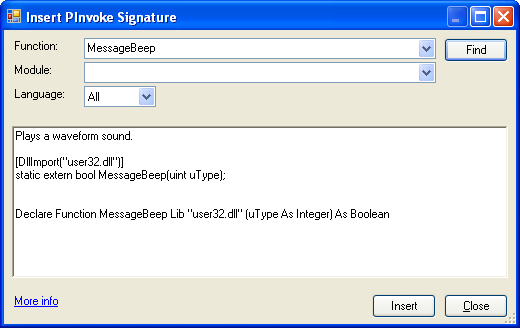 Insert PInvoke Signature
Function: MessageBeep Find
Module:
Language: All
Plays a waveform sound.
[DllImport("user32.dll")]
static extern bool MessageBeep(uint uType);
Declare Function MessageBeep Lib "user32.dll" (uType As Integer) As Boolean
More info Insert Close